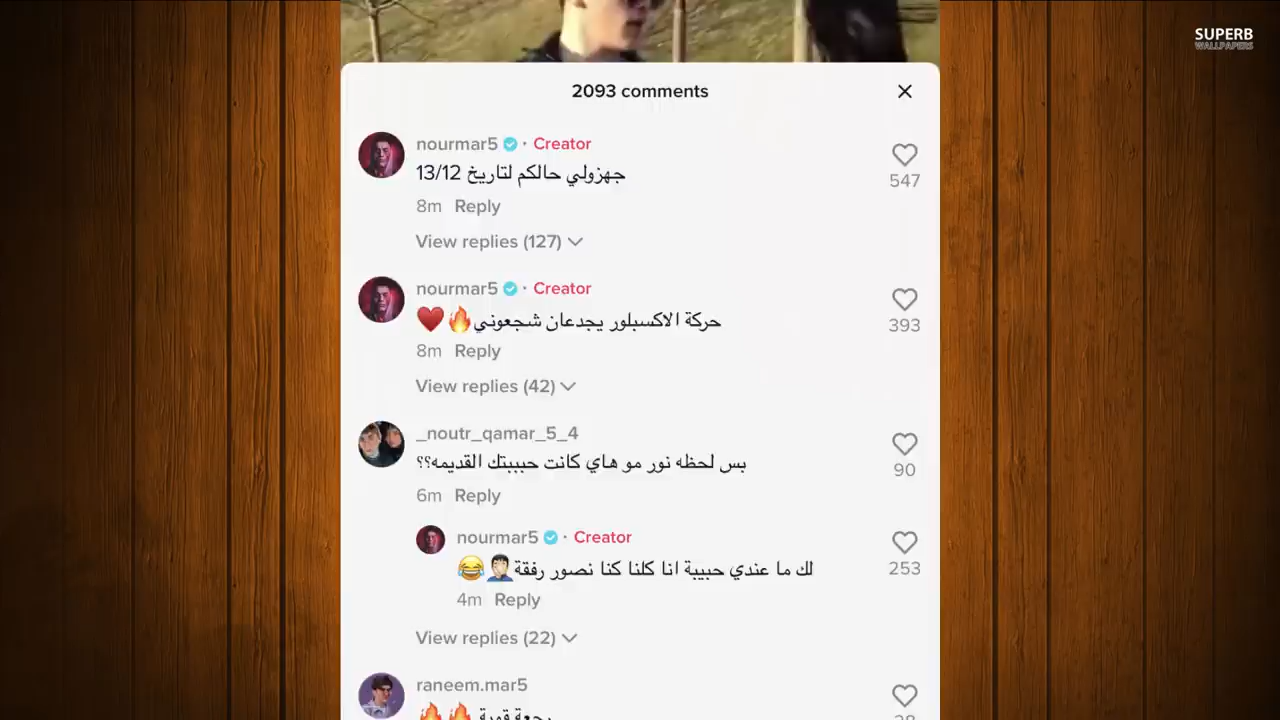 SUPERB
WALLPAPERS
2093 comments
nourmar5 · Creator
جهزولي حالكم لتاريخ 13/12
547
8m Reply
View replies (127)
nourmar5 · Creator
حركة الاكسبلور يجدعان شجعوني🔥❤️
393
8m Reply
View replies (42)
_noutr_qamar_5_4
بس لحظه نور مو هاي كانت حبببتك القديمه؟؟
90
6m Reply
nourmar5 · Creator
لك ما عندي حبيبة انا كلنا كنا نصور رفقة🤦🏻‍♂️😂
253
4m Reply
View replies (22)
raneem.mar5
رجعة قوية 🔥🔥